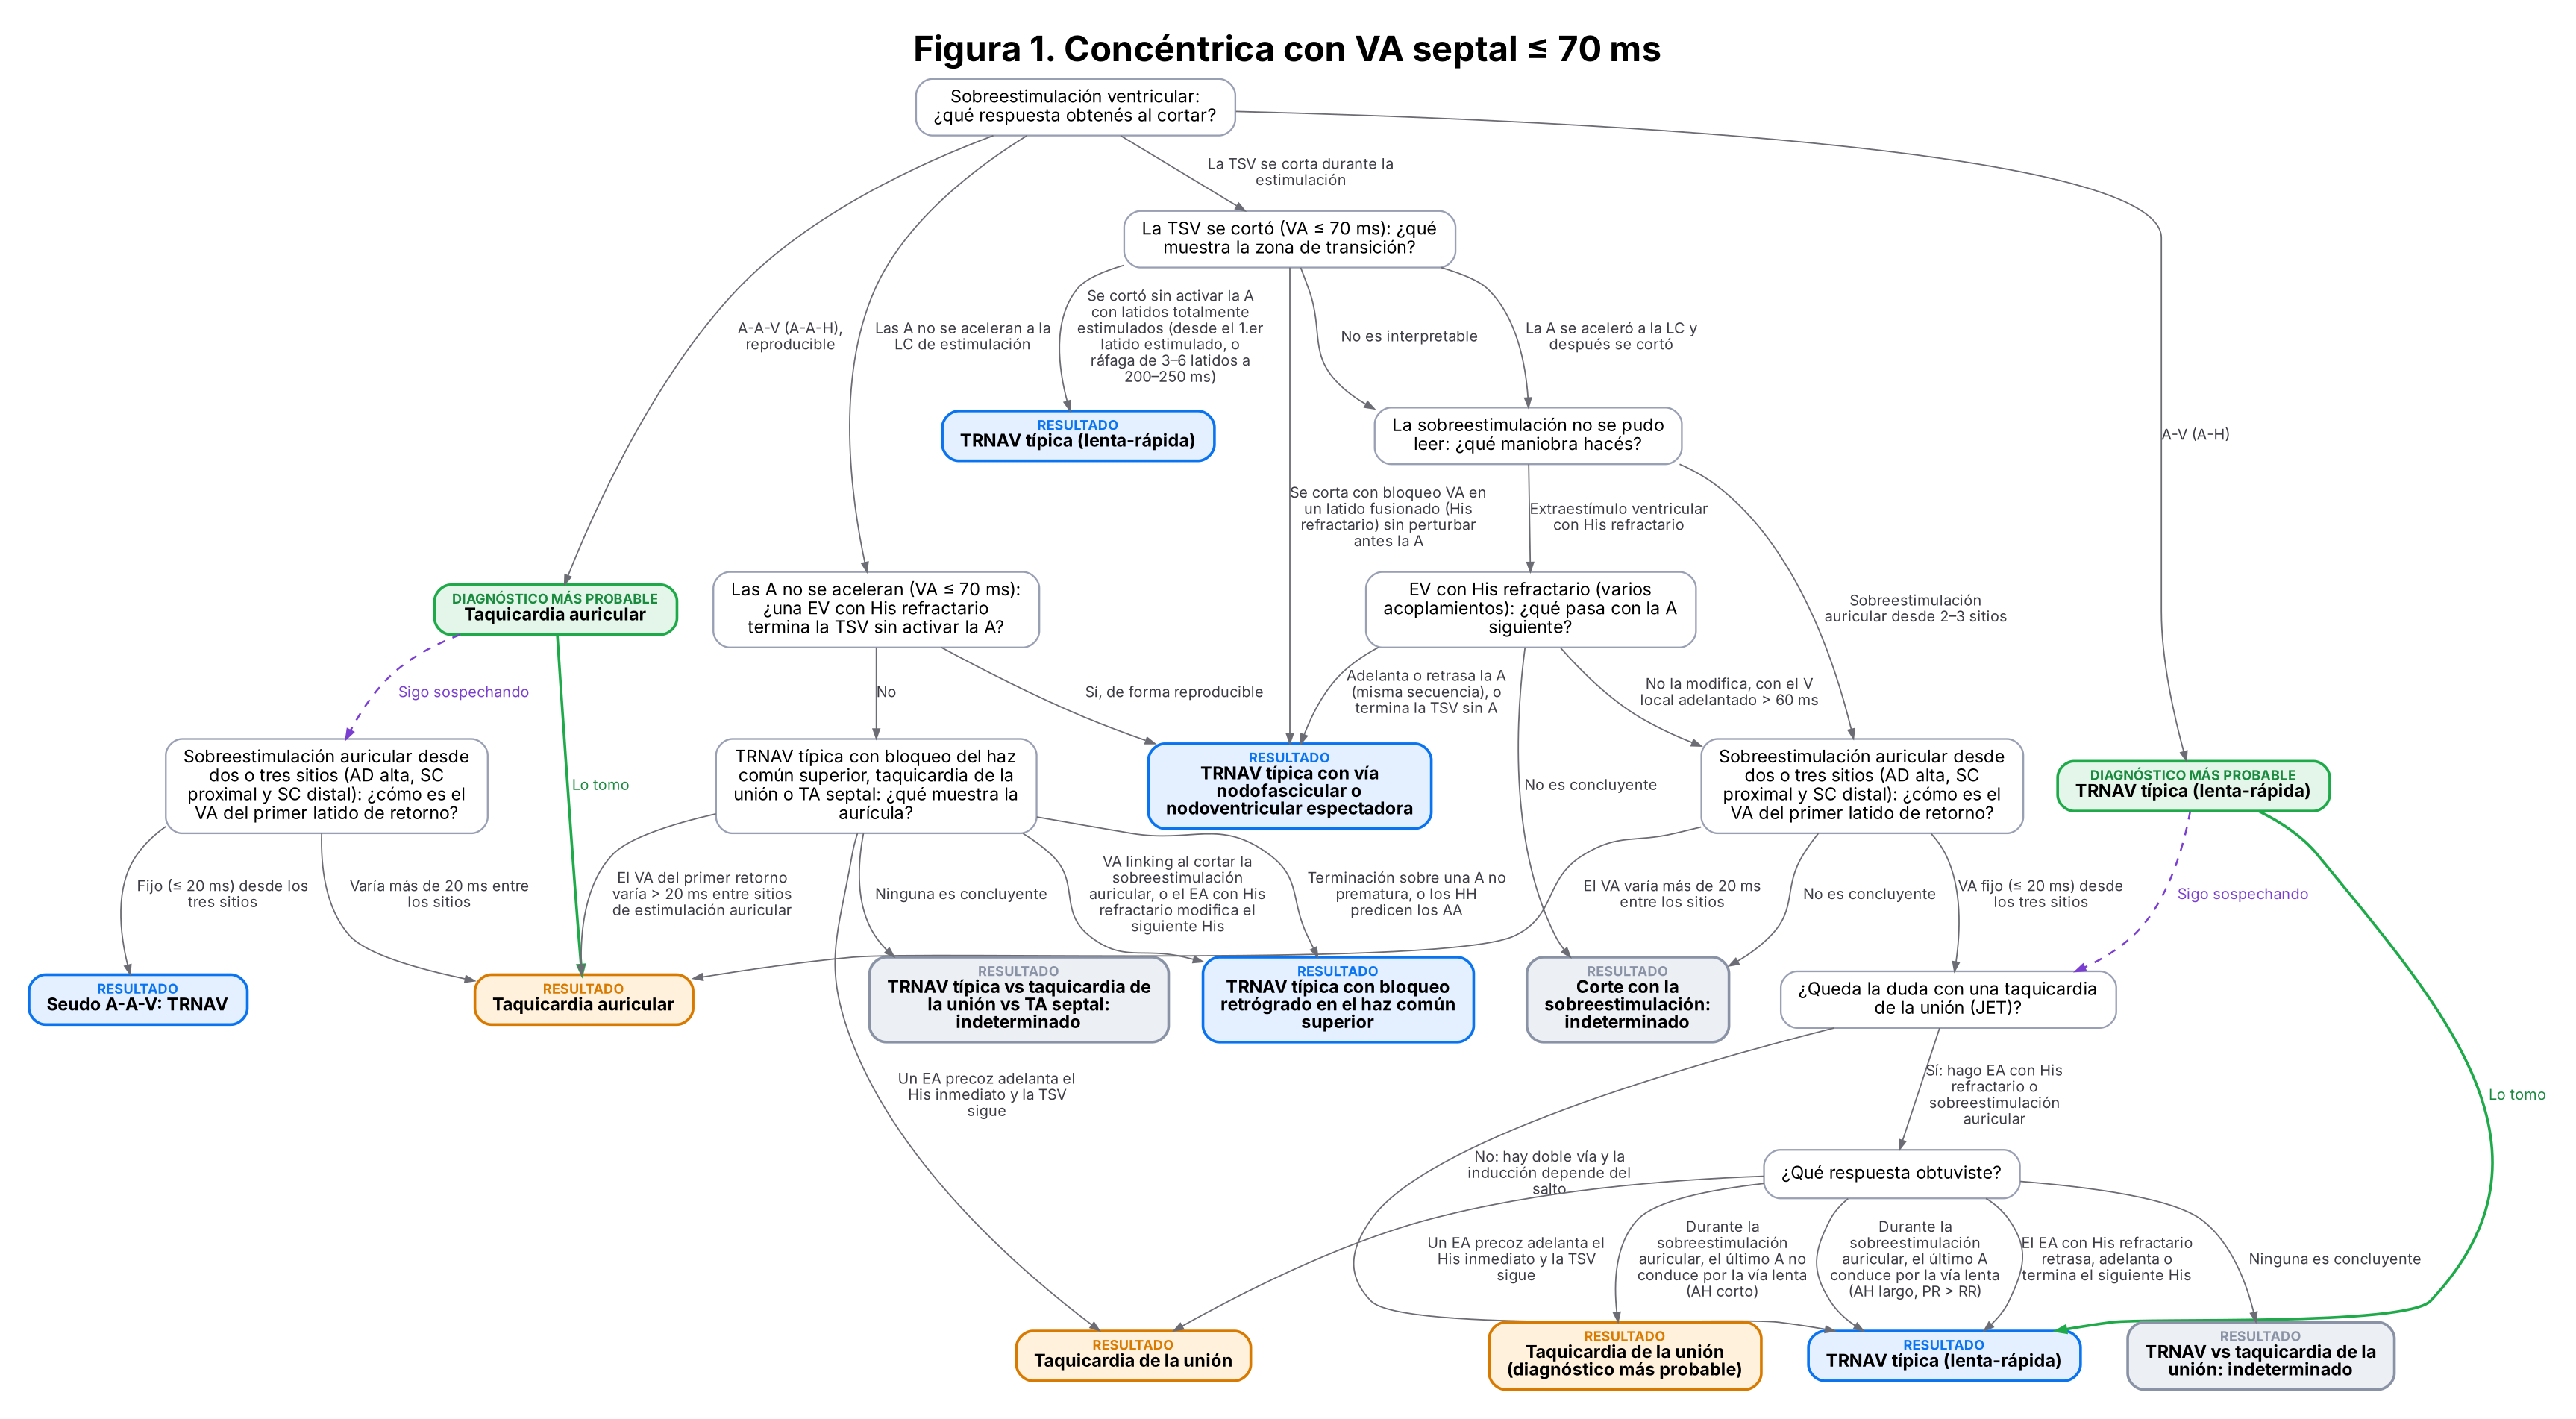 Figura 1. Concéntrica con VA septal ≤ 70 ms
Sobreestimulación ventricular:
¿qué respuesta obtenés al cortar?
La TSV se corta durante la
estimulación
La TSV se cortó (VA ≤ 70 ms): ¿qué
muestra la zona de transición?
A-A-V (A-A-H),
reproducible
Las A no se aceleran a la
LC de estimulación
Se cortó sin activar la A
con latidos totalmente
estimulados (desde el 1.er
latido estimulado, o
ráfaga de 3–6 latidos a
200–250 ms)
No es interpretable
La A se aceleró a la LC y
después se cortó
A-V (A-H)
RESULTADO
TRNAV típica (lenta-rápida)
La sobreestimulación no se pudo
leer: ¿qué maniobra hacés?
Se corta con bloqueo VA en
un latido fusionado (His
refractario) sin perturbar
antes la A
Extraestímulo ventricular
con His refractario
Sobreestimulación
auricular desde 2–3 sitios
DIAGNÓSTICO MÁS PROBABLE
Taquicardia auricular
Las A no se aceleran (VA ≤ 70 ms):
¿una EV con His refractario
termina la TSV sin activar la A?
EV con His refractario (varios
acoplamientos): ¿qué pasa con la A
siguiente?
Sigo sospechando
Lo tomo
No
Sí, de forma reproducible
Adelanta o retrasa la A
(misma secuencia), o
termina la TSV sin A
No la modifica, con el V
local adelantado > 60 ms
Sobreestimulación auricular desde
dos o tres sitios (AD alta, SC
proximal y SC distal): ¿cómo es el
VA del primer latido de retorno?
TRNAV típica con bloqueo del haz
común superior, taquicardia de la
unión o TA septal: ¿qué muestra la
aurícula?
RESULTADO
TRNAV típica con vía
nodofascicular o
nodoventricular espectadora
No es concluyente
Sobreestimulación auricular desde
dos o tres sitios (AD alta, SC
proximal y SC distal): ¿cómo es el
VA del primer latido de retorno?
DIAGNÓSTICO MÁS PROBABLE
TRNAV típica (lenta-rápida)
Fijo (≤ 20 ms) desde los
tres sitios
Varía más de 20 ms entre
los sitios
El VA del primer retorno
varía > 20 ms entre sitios
de estimulación auricular
Ninguna es concluyente
VA linking al cortar la
sobreestimulación
auricular, o el EA con His
refractario modifica el
siguiente His
Terminación sobre una A no
prematura, o los HH
predicen los AA
El VA varía más de 20 ms
entre los sitios
No es concluyente
VA fijo (≤ 20 ms) desde
los tres sitios
Sigo sospechando
RESULTADO
Seudo A-A-V: TRNAV
RESULTADO
Taquicardia auricular
RESULTADO
TRNAV típica vs taquicardia de
la unión vs TA septal:
indeterminado
RESULTADO
TRNAV típica con bloqueo
retrógrado en el haz común
superior
RESULTADO
Corte con la
sobreestimulación:
indeterminado
¿Queda la duda con una taquicardia
de la unión (JET)?
Un EA precoz adelanta el
His inmediato y la TSV
sigue
Sí: hago EA con His
refractario o
sobreestimulación
auricular
Lo tomo
No: hay doble vía y la
inducción depende del
salto
¿Qué respuesta obtuviste?
Un EA precoz adelanta el
His inmediato y la TSV
sigue
Durante la
sobreestimulación
auricular, el último A no
conduce por la vía lenta
(AH corto)
Durante la
sobreestimulación
auricular, el último A
conduce por la vía lenta
(AH largo, PR > RR)
El EA con His refractario
retrasa, adelanta o
termina el siguiente His
Ninguna es concluyente
RESULTADO
Taquicardia de la unión
RESULTADO
Taquicardia de la unión
(diagnóstico más probable)
RESULTADO
TRNAV típica (lenta-rápida)
RESULTADO
TRNAV vs taquicardia de la
unión: indeterminado